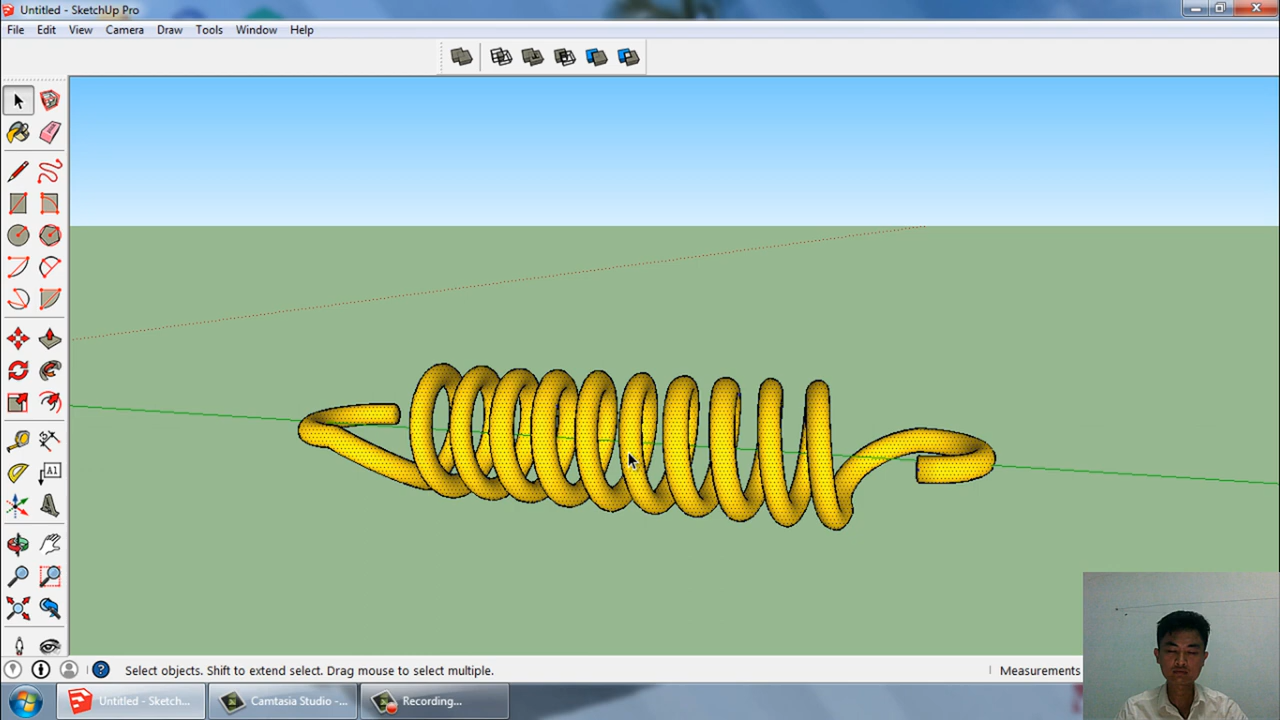 Untitled - SketchUp Pro
File Edit View Camera Draw Tools Window Help
A1
Select objects. Shift to extend select. Drag mouse to select multiple.
Measurements
Untitled - Sketch...
Camtasia Studio -...
Recording...